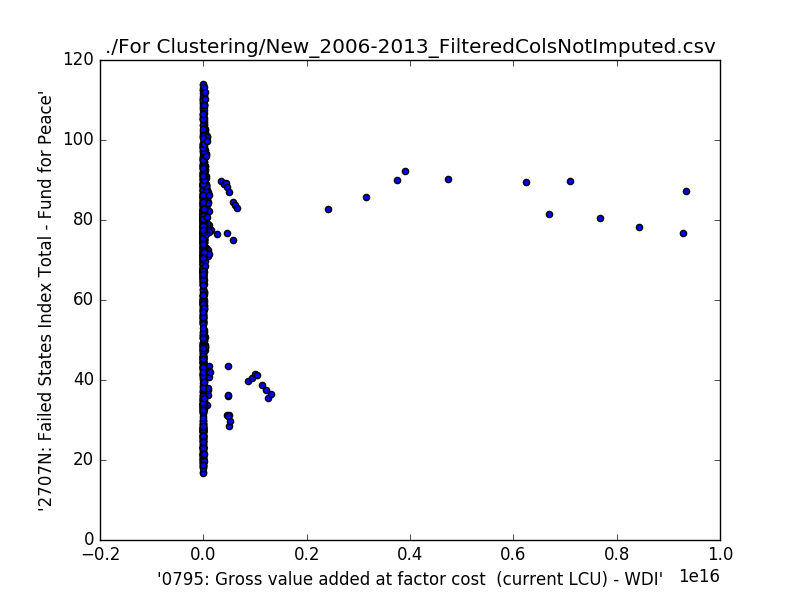 ./For Clustering/New_2006-2013_FilteredColsNotImputed.csv
120
100
80
60
40
20
0
'2707N: Failed States Index Total - Fund for Peace'
−0.2 0.0 0.2 0.4 0.6 0.8 1.0
1e16
'0795: Gross value added at factor cost  (current LCU) - WDI'